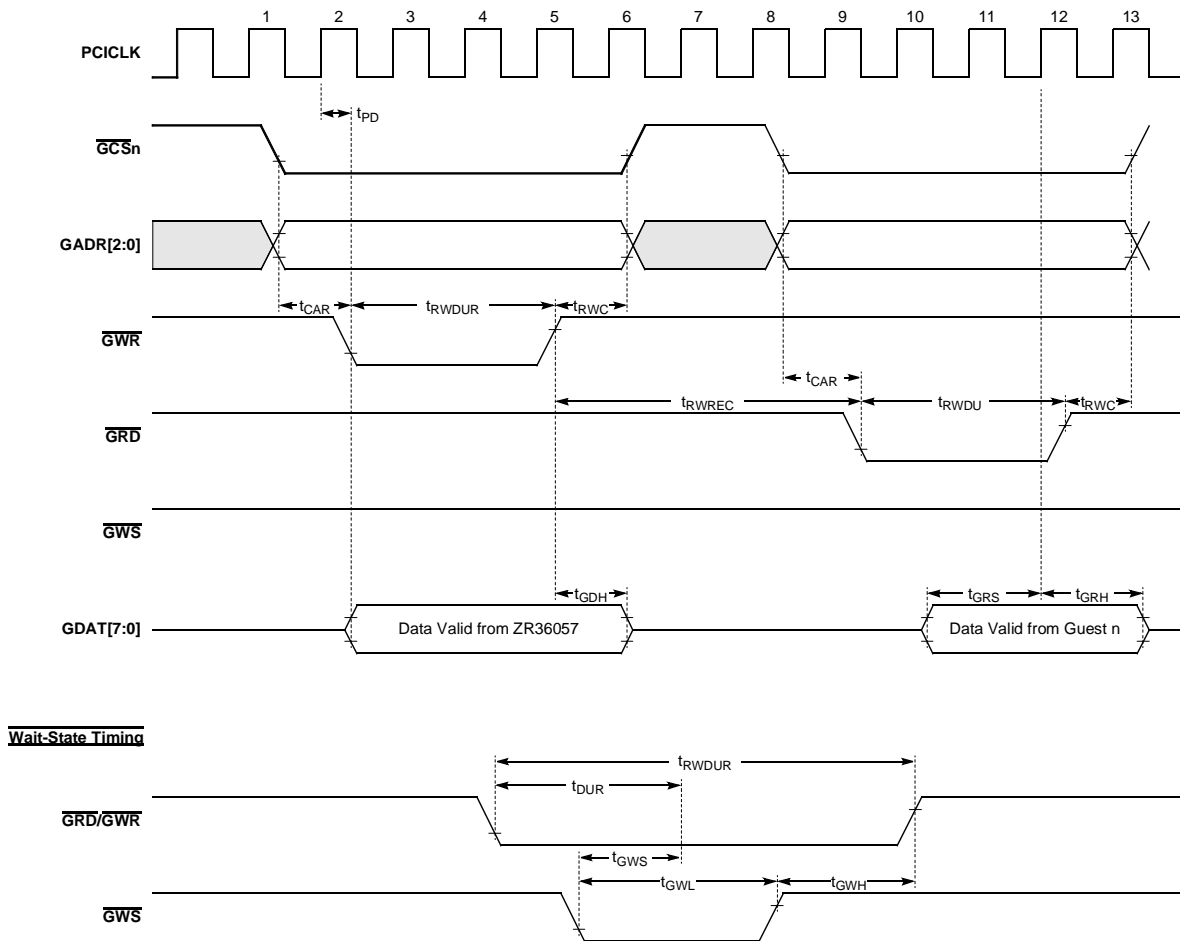 1 2 3 4 5 6 7 8 9 10 11 12 13
PCICLK
tPD
GCSn
GADR[2:0]
tCAR tRWDUR tRWC
GWR
tCAR
tRWREC tRWDU tRWC
GRD
GWS
tGDH tGRS tGRH
GDAT[7:0] Data Valid from ZR36057 Data Valid from Guest n
Wait-State Timing
tRWDUR
tDUR
GRD/GWR
tGWS
tGWL tGWH
GWS